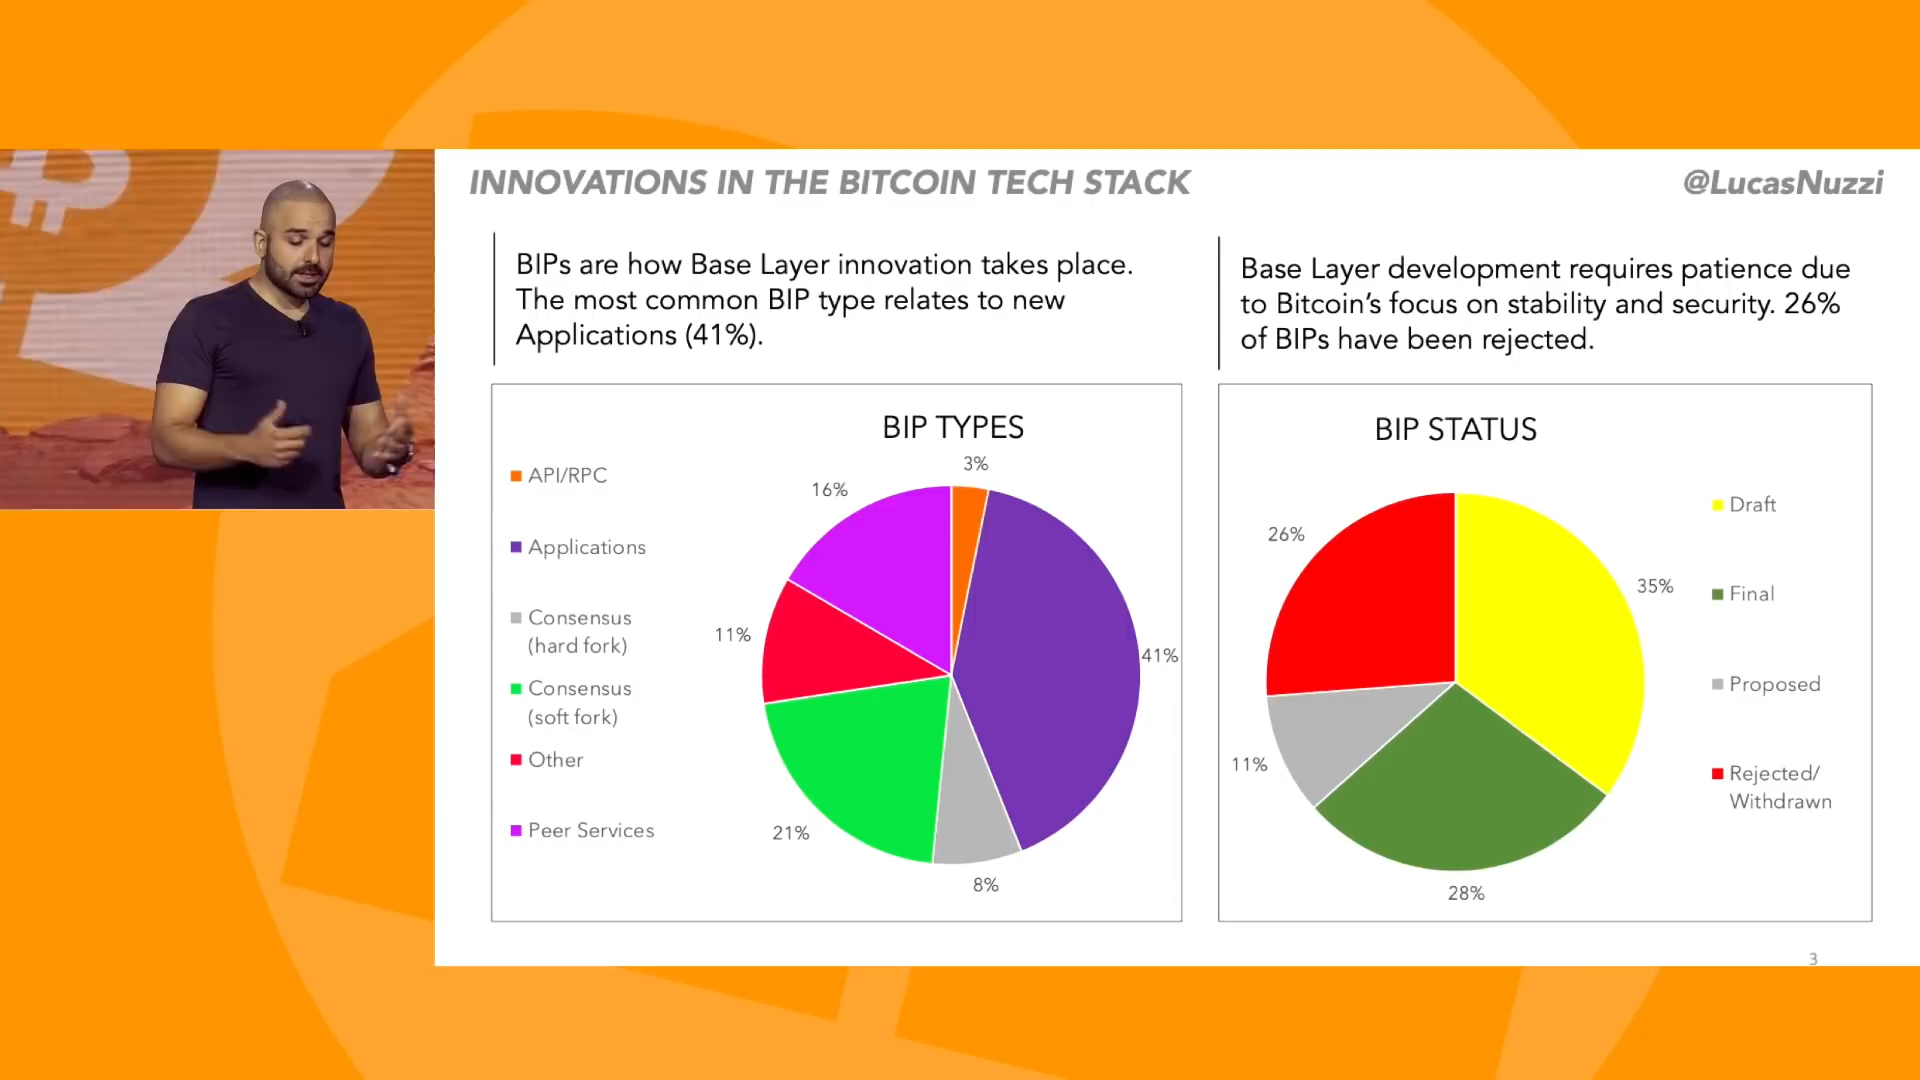 INNOVATIONS IN THE BITCOIN TECH STACK
@LucasNuzzi
BIPs are how Base Layer innovation takes place.
The most common BIP type relates to new
Applications (41%).
Base Layer development requires patience due
to Bitcoin's focus on stability and security. 26%
of BIPs have been rejected.
BIP TYPES
API/RPC
Applications
Consensus
(hard fork)
Consensus
(soft fork)
Other
Peer Services
3%
16%
11%
41%
21%
8%
BIP STATUS
26%
35%
11%
28%
Draft
Final
Proposed
Rejected/
Withdrawn
3